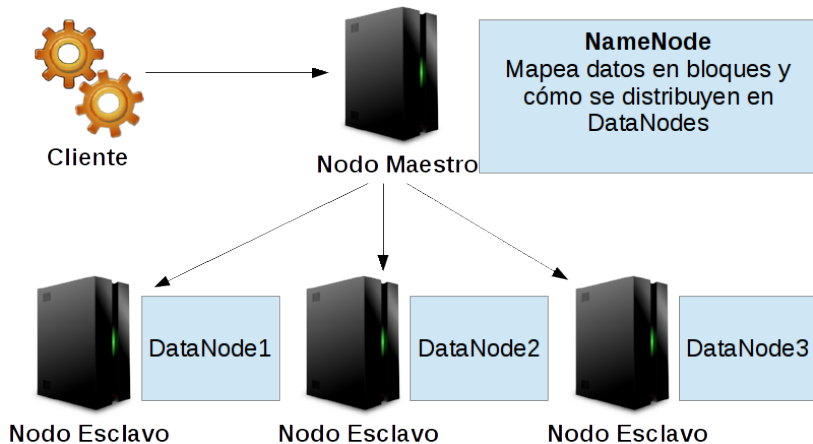 NameNode
Mapea datos en bloques y
cómo se distribuyen en
DataNodes
Cliente
Nodo Maestro
DataNode1
DataNode2
DataNode3
Nodo Esclavo
Nodo Esclavo
Nodo Esclavo